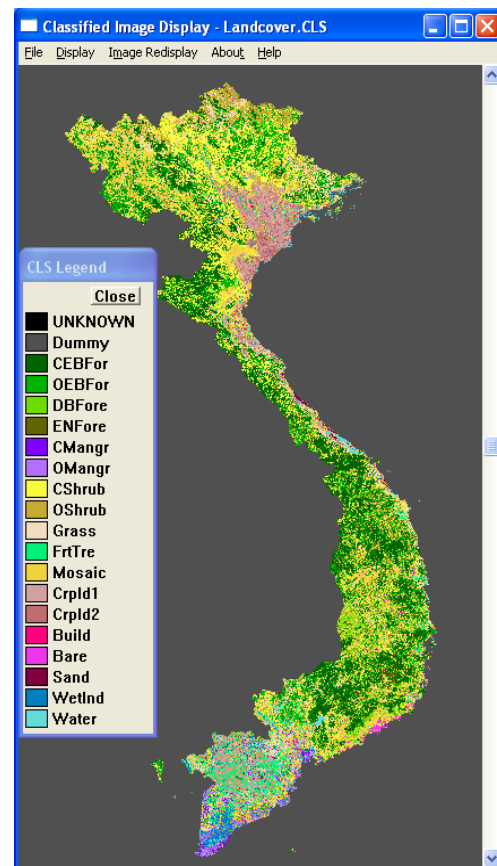 Classified Image Display - Landcover.CLS
File Display Image Redisplay About Help
CLS Legend
Close
UNKNOWN
Dummy
CEBFor
OEBFor
DBFore
ENFore
CMangr
OMangr
CShrub
OShrub
Grass
FrtTre
Mosaic
Crpld1
Crpld2
Build
Bare
Sand
Wetlnd
Water